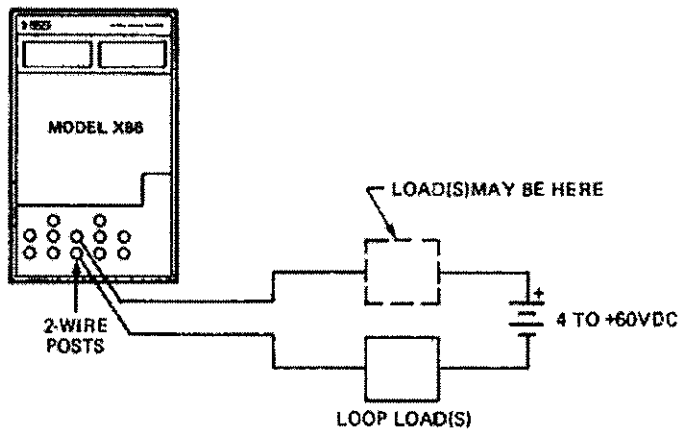 MODEL X86
LOAD(S)MAY BE HERE
2-WIRE
POSTS
+
4 TO +60VDC
LOOP LOAD(S)